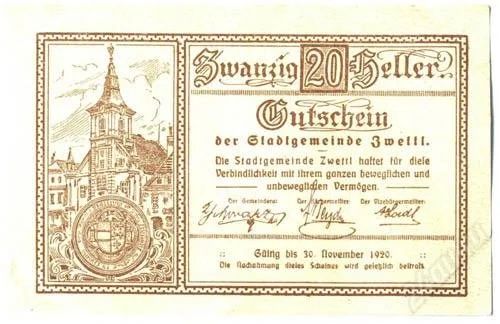 Zwanzig 20 Heller.
Gutschein
der Stadtgemeinde Zwettl.
Die Stadtgemeinde Zwettl haftet für diese
Verbindlichkeit mit ihrem ganzen beweglichen und
unbeweglichen Vermögen.
Der Gemeinderat: Der Bürgermeister: Der Vizebürgermeister:
:: Gültig bis 30. November 1920. ::
Die Nachahmung dieses Scheines wird gesetzlich bestraft.